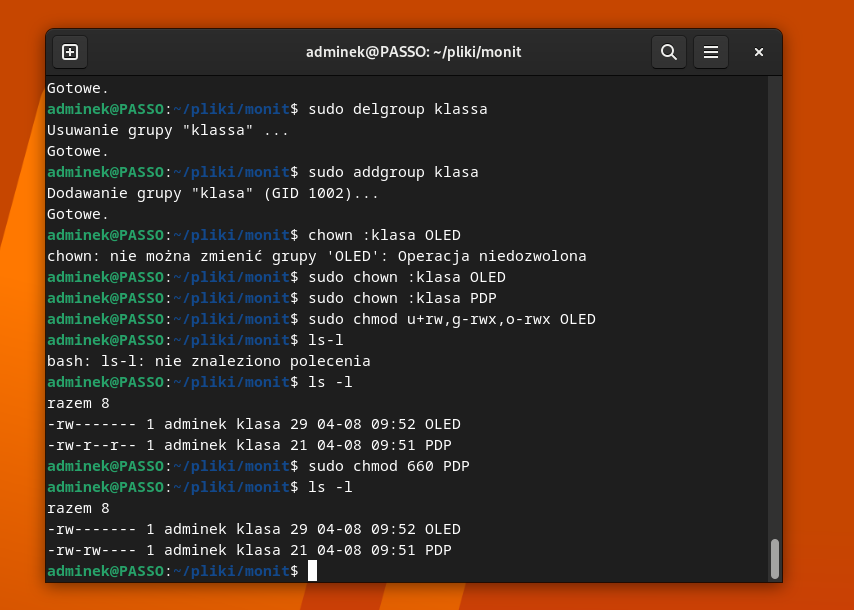 adminek@PASSO: ~/pliki/monit
Gotowe.
adminek@PASSO:~/pliki/monit$ sudo delgroup klassa
Usuwanie grupy "klassa" ...
Gotowe.
adminek@PASSO:~/pliki/monit$ sudo addgroup klasa
Dodawanie grupy "klasa" (GID 1002)...
Gotowe.
adminek@PASSO:~/pliki/monit$ chown :klasa OLED
chown: nie można zmienić grupy 'OLED': Operacja niedozwolona
adminek@PASSO:~/pliki/monit$ sudo chown :klasa OLED
adminek@PASSO:~/pliki/monit$ sudo chown :klasa PDP
adminek@PASSO:~/pliki/monit$ sudo chmod u+rw,g-rwx,o-rwx OLED
adminek@PASSO:~/pliki/monit$ ls-l
bash: ls-l: nie znaleziono polecenia
adminek@PASSO:~/pliki/monit$ ls -l
razem 8
-rw------- 1 adminek klasa 29 04-08 09:52 OLED
-rw-r--r-- 1 adminek klasa 21 04-08 09:51 PDP
adminek@PASSO:~/pliki/monit$ sudo chmod 660 PDP
adminek@PASSO:~/pliki/monit$ ls -l
razem 8
-rw------- 1 adminek klasa 29 04-08 09:52 OLED
-rw-rw---- 1 adminek klasa 21 04-08 09:51 PDP
adminek@PASSO:~/pliki/monit$